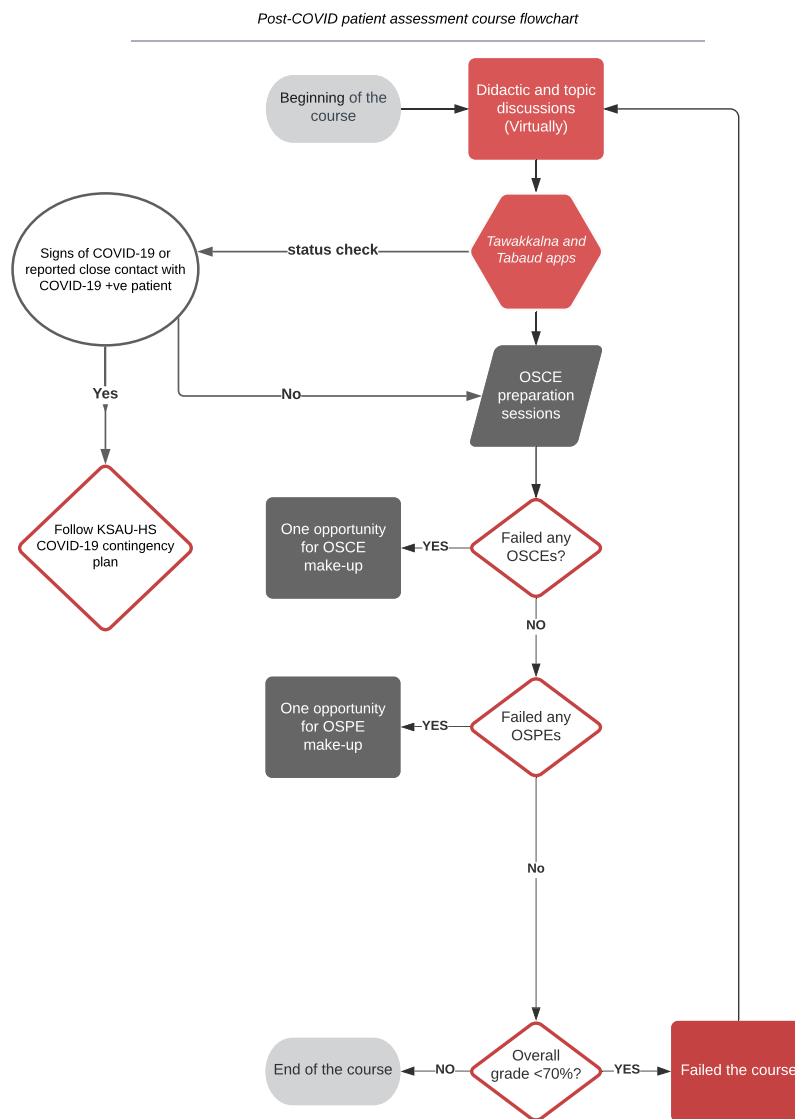 Post-COVID patient assessment course flowchart
Beginning of the
course
Didactic and topic
discussions
(Virtually)
Tawakkalna and
Tabaud apps
status check
Signs of COVID-19 or
reported close contact with
COVID-19 +ve patient
Yes
No
OSCE
preparation
sessions
Follow KSAU-HS
COVID-19 contingency
plan
One opportunity
for OSCE
make-up
YES
Failed any
OSCEs?
NO
One opportunity
for OSPE
make-up
YES
Failed any
OSPEs
No
End of the course
NO
Overall
grade <70%?
YES
Failed the course